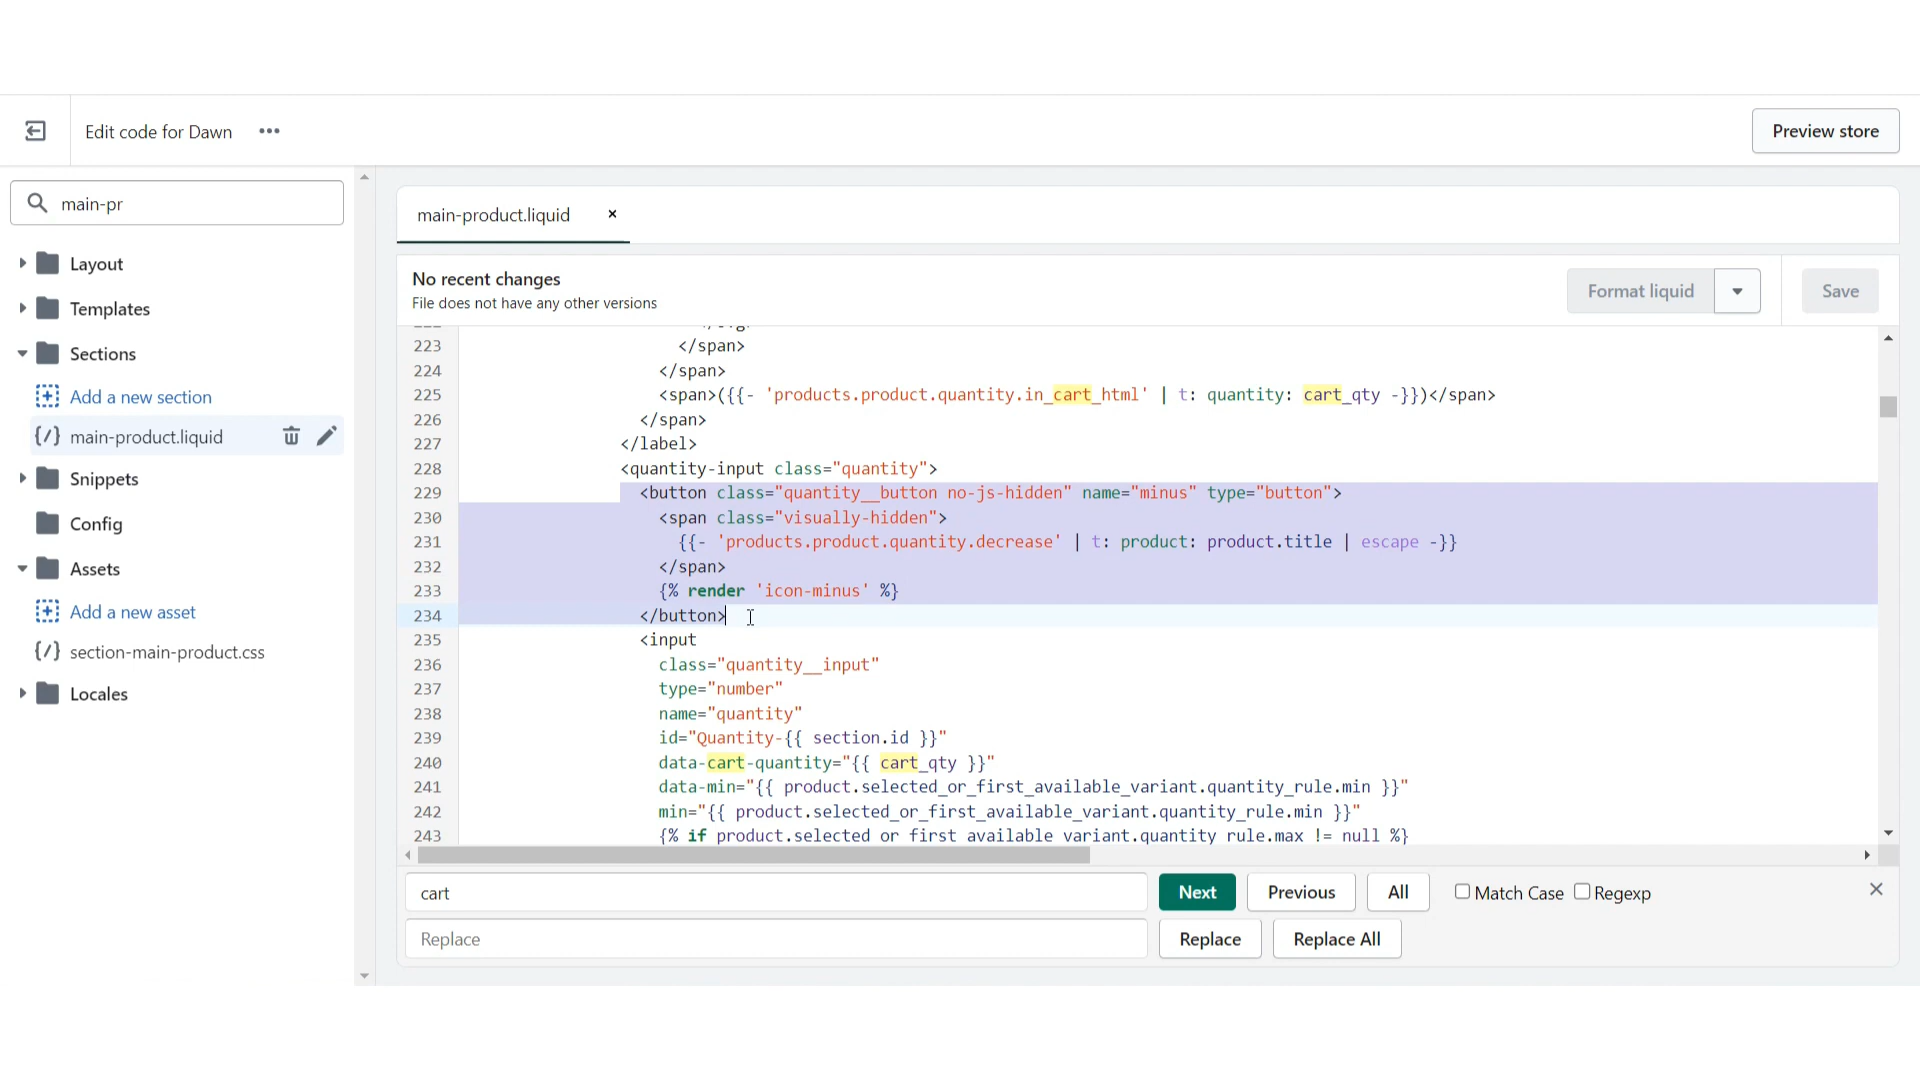 Edit code for Dawn •••
Preview store
main-pr
Layout
Templates
Sections
Add a new section
main-product.liquid
Snippets
Config
Assets
Add a new asset
section-main-product.css
Locales
main-product.liquid ×
No recent changes
File does not have any other versions
Format liquid
Save
223 </span>
224 </span>
225 <span>({{- 'products.product.quantity.in_cart_html' | t: quantity: cart_qty -}})</span>
226 </span>
227 </label>
228 <quantity-input class="quantity">
229 <button class="quantity__button no-js-hidden" name="minus" type="button">
230 <span class="visually-hidden">
231 {{- 'products.product.quantity.decrease' | t: product: product.title | escape -}}
232 </span>
233 {% render 'icon-minus' %}
234 </button>
235 <input
236 class="quantity__input"
237 type="number"
238 name="quantity"
239 id="Quantity-{{ section.id }}"
240 data-cart-quantity="{{ cart_qty }}"
241 data-min="{{ product.selected_or_first_available_variant.quantity_rule.min }}"
242 min="{{ product.selected_or_first_available_variant.quantity_rule.min }}"
243 {% if product.selected_or_first_available_variant.quantity_rule.max != null %}
cart
Next
Previous
All
Match Case
Regexp
Replace
Replace
Replace All